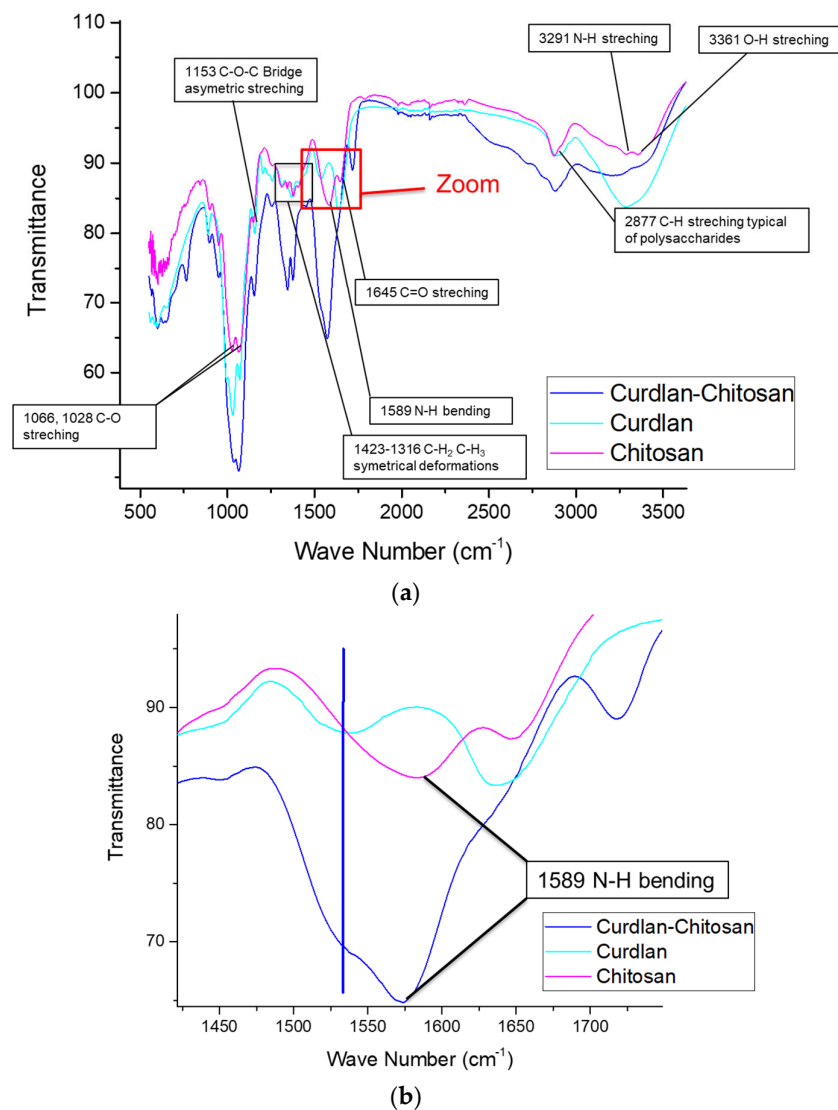 3291 N-H streching
3361 O-H streching
1153 C-O-C Bridge
asymetric streching
Zoom
2877 C-H streching typical
of polysaccharides
1645 C=O streching
1589 N-H bending
1066, 1028 C-O
streching
1423-1316 C-H₂ C-H₃
symetrical deformations
Curdlan-Chitosan
Curdlan
Chitosan
Transmittance
100
90
80
70
60
500 1000 1500 2000 2500 3000 3500
Wave Number (cm⁻¹)
(a)
Transmittance
90
80
70
1589 N-H bending
Curdlan-Chitosan
Curdlan
Chitosan
1450 1500 1550 1600 1650 1700
Wave Number (cm⁻¹)
(b)